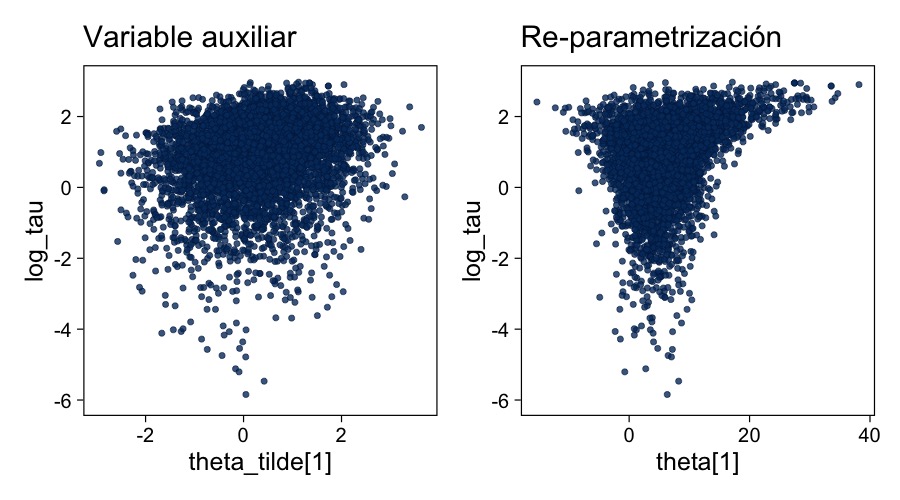 Variable auxiliar
log_tau
2
0
-2
-4
-6
-2
0
2
theta_tilde[1]
Re-parametrización
log_tau
2
0
-2
-4
-6
0
20
40
theta[1]